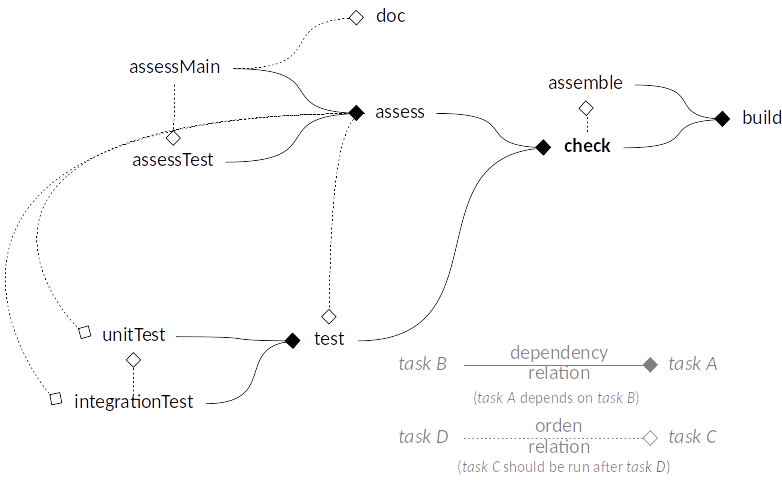 doc
assessMain
assemble
assess
build
check
assessTest
unitTest
test
integrationTest
task B dependency relation task A
(task A depends on task B)
task D orden relation task C
(task C should be run after task D)